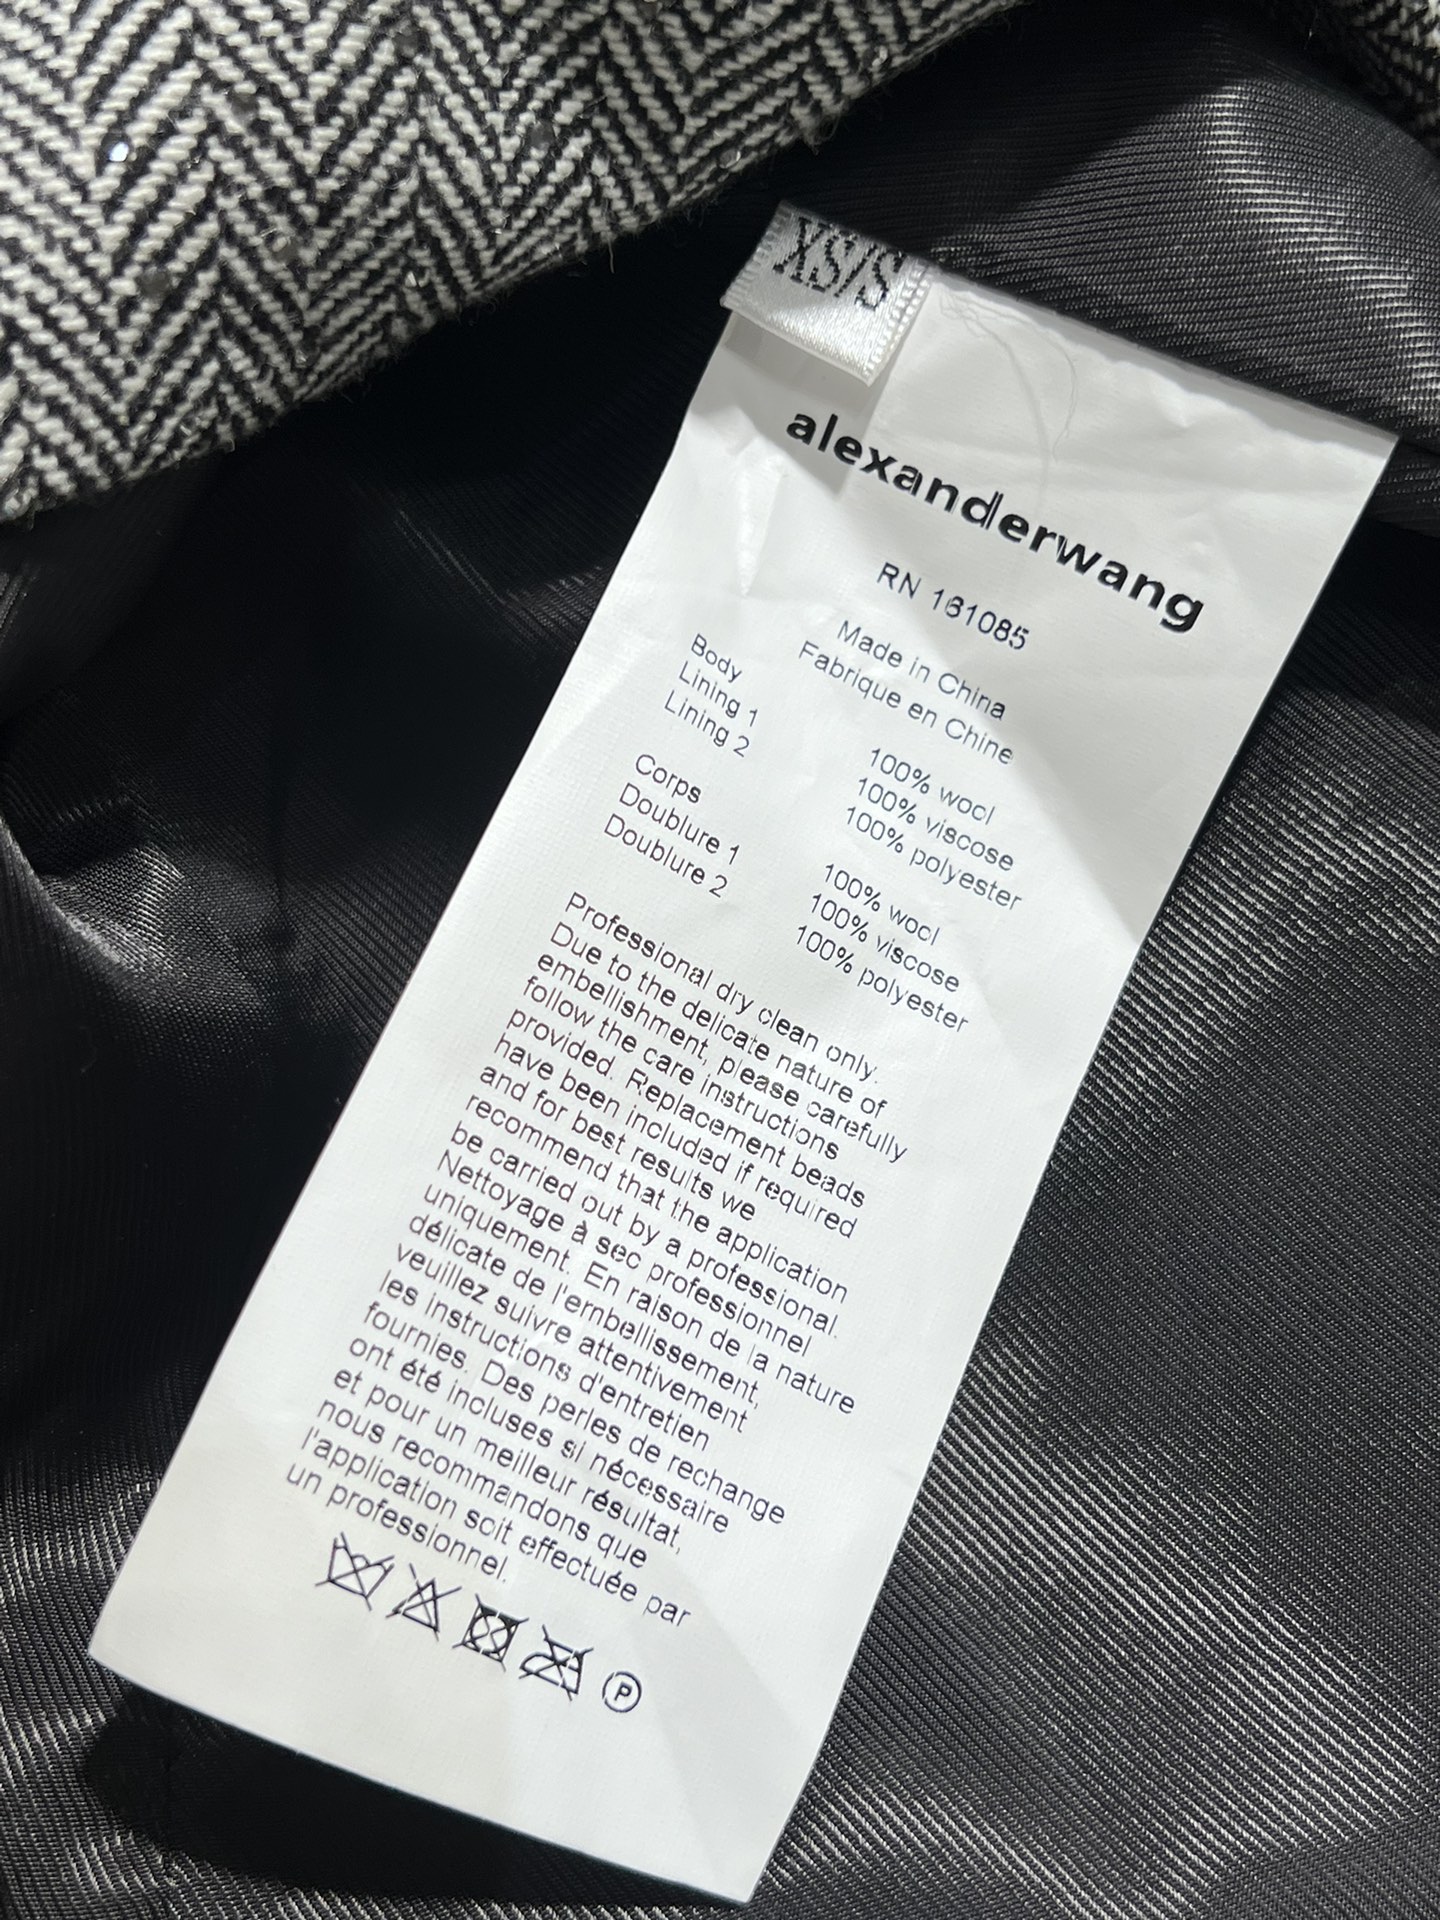 XS/S
alexanderwang
RN 161085
Made in China
Fabrique en Chine
Body 100% wool
Lining 1 100% viscose
Lining 2 100% polyester
Corps 100% wool
Doublure 1 100% viscose
Doublure 2 100% polyester
Professional dry clean only.
Due to the delicate nature of
embellishment, please carefully
follow the care instructions
provided. Replacement beads
have been included if required
and for best results we
recommend that the application
be carried out by a professional.
Nettoyage à sec professionnel
uniquement. En raison de la nature
délicate de l'embellissement,
veuillez suivre attentivement
les instructions d'entretien
fournies. Des perles de rechange
ont été incluses si nécessaire
et pour un meilleur résultat,
nous recommandons que
l'application soit effectuée par
un professionnel.
P